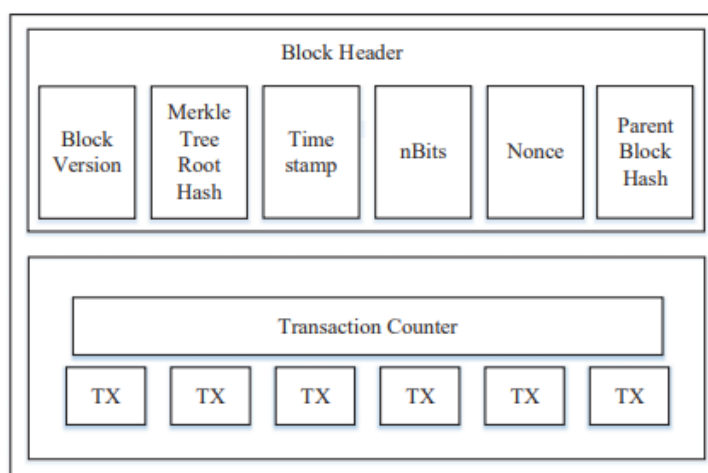 Block Header
Block
Version
Merkle
Tree
Root
Hash
Time
stamp
nBits
Nonce
Parent
Block
Hash
Transaction Counter
TX
TX
TX
TX
TX
TX